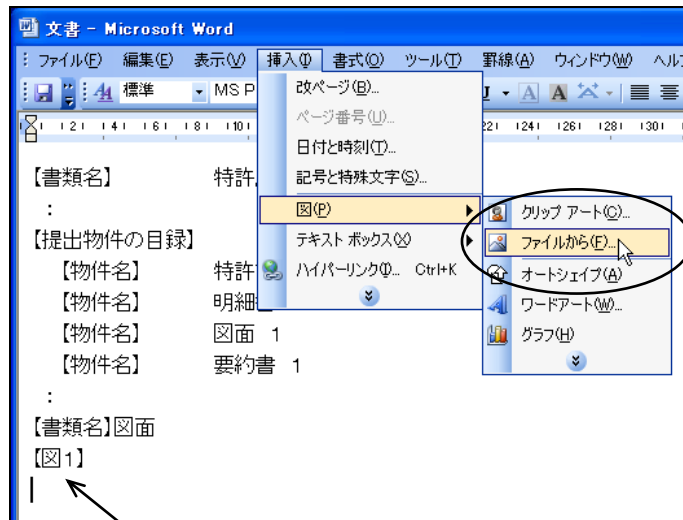 文書 - Microsoft Word
ファイル(F) 編集(E) 表示(V) 挿入(I) 書式(O) ツール(T) 罫線(A) ウィンドウ(W)
標準 MS P
改ページ(B)...
ページ番号(U)...
日付と時刻(T)...
記号と特殊文字(S)...
図(P)
テキスト ボックス(X)
ハイパーリンク(I)... Ctrl+K
クリップ アート(C)...
ファイルから(F)...
オートシェイプ(A)
ワードアート(W)...
グラフ(H)
【書類名】 特許
:
【提出物件の目録】
【物件名】 特許
【物件名】 明細
【物件名】 図面 1
【物件名】 要約書 1
:
【書類名】図面
【図1】